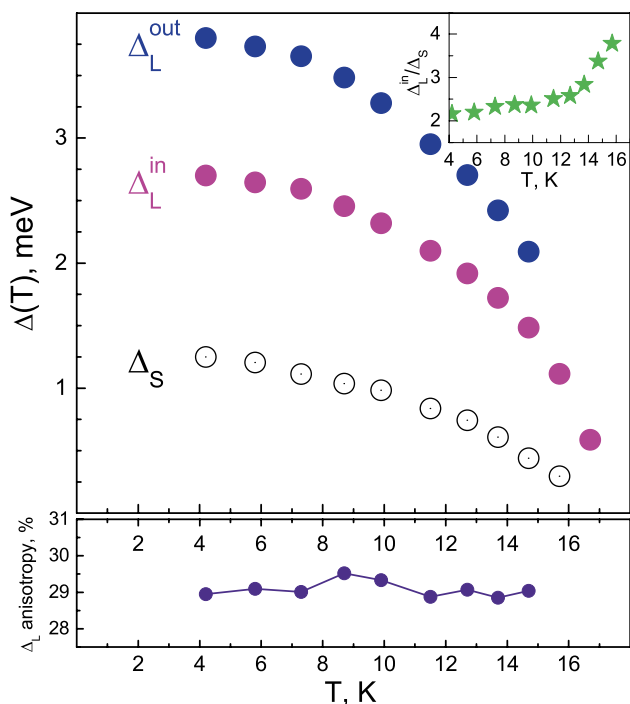 Δ_L^out
Δ_L^in
Δ_S
Δ(T), meV
3
2
1
Δ_L^in/Δ_S
4
3
2
4 6 8 10 12 14 16
T, K
2 4 6 8 10 12 14 16
Δ_L anisotropy, %
31
30
29
28
2 4 6 8 10 12 14 16
T, K